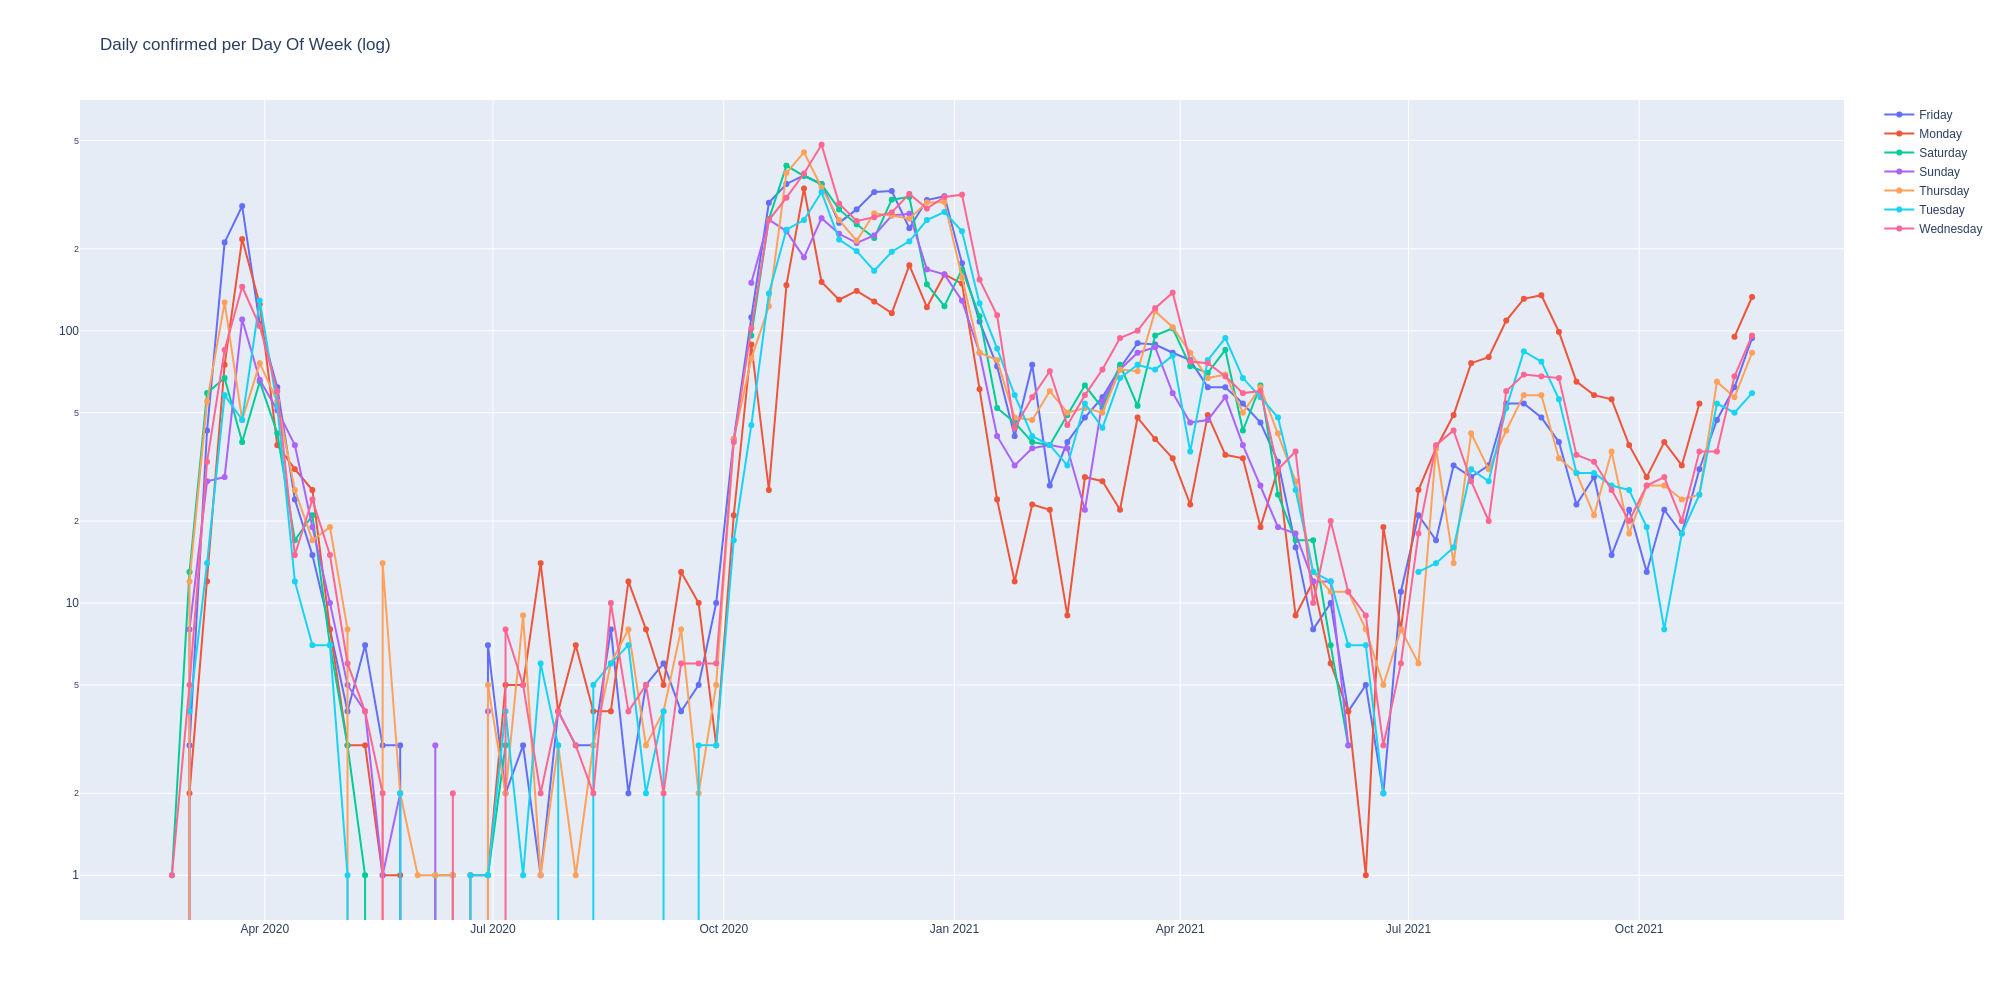 Daily confirmed per Day Of Week (log)
5
2
100
5
2
10
5
2
1
Apr 2020
Jul 2020
Oct 2020
Jan 2021
Apr 2021
Jul 2021
Oct 2021
Friday
Monday
Saturday
Sunday
Thursday
Tuesday
Wednesday